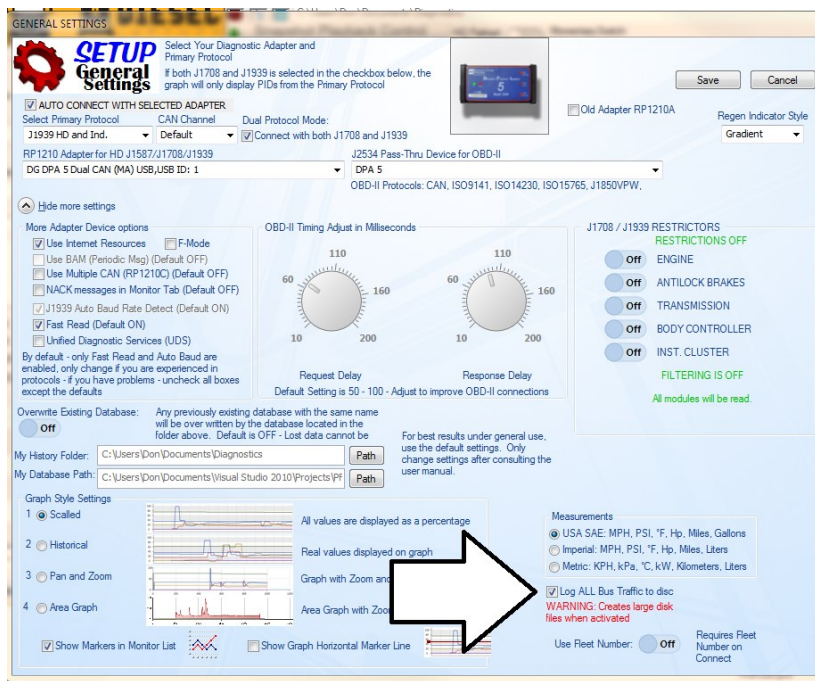 GENERAL SETTINGS
SETUP
General
Settings
Select Your Diagnostic Adapter and
Primary Protocol
If both J1708 and J1939 is selected in the checkbox below, the
graph will only display PIDs from the Primary
Protocol
5
Save
Cancel
AUTO CONNECT WITH SELECTED ADAPTER
Old Adapter RP1210A
Select Primary Protocol
CAN Channel
Dual Protocol Mode:
Regen Indicator Style
J1939 HD and Ind.
Default
Connect with both J1708 and J1939
Gradient
RP1210 Adapter for HD J1587/J1708/J1939
J2534 Pass-Thru Device for OBD-II
DG DPA 5 Dual CAN (MA) USB,USB ID: 1
DPA 5
OBD-II Protocols: CAN, ISO9141, ISO14230, ISO15765, J1850VPW,
Hide more settings
More Adapter Device options
Use Internet Resources
F-Mode
Use BAM (Periodic Msg) (Default OFF)
Use Multiple CAN (RP1210C) (Default OFF)
NACK messages in Monitor Tab (Default OFF)
J1939 Auto Baud Rate Detect (Default ON)
Fast Read (Default ON)
Unified Diagnostic Services (UDS)
By default - only Fast Read and Auto Baud are
enabled, only change if you are experienced in
protocols - if you have problems - uncheck all boxes
except the defaults
OBD-II Timing Adjust in Milliseconds
110
60
160
10
200
Request Delay
110
60
160
10
200
Response Delay
Default Setting is 50 - 100 - Adjust to improve OBD-II connections
J1708 / J1939 RESTRICTORS
RESTRICTIONS OFF
Off ENGINE
Off ANTILOCK BRAKES
Off TRANSMISSION
Off BODY CONTROLLER
Off INST. CLUSTER
FILTERING IS OFF
All modules will be read.
Overwrite Existing Database:
Off
Any previously existing database with the same name
will be over written by the database located in the
folder above. Default is OFF - Lost data cannot be
For best results under general use,
use the default settings. Only
change settings after consulting the
user manual.
My History Folder:
C:\Users\Don\Documents\Diagnostics
Path
My Database Path:
C:\Users\Don\Documents\Visual Studio 2010\Projects\PF
Path
Graph Style Settings
1 Scalled
All values are displayed as a percentage
2 Historical
Real values displayed on graph
3 Pan and Zoom
Graph with Zoom and
4 Area Graph
Area Graph with Zoo
Show Markers in Monitor List
Show Graph Horizontal Marker Line
Measurements
USA SAE: MPH, PSI, °F, Hp, Miles, Gallons
Imperial: MPH, PSI, °F, Hp, Miles, Liters
Metric: KPH, kPa, °C, kW, Kilometers, Liters
Log ALL Bus Traffic to disc
WARNING: Creates large disk
files when activated
Use Fleet Number:
Off
Requires Fleet
Number on
Connect